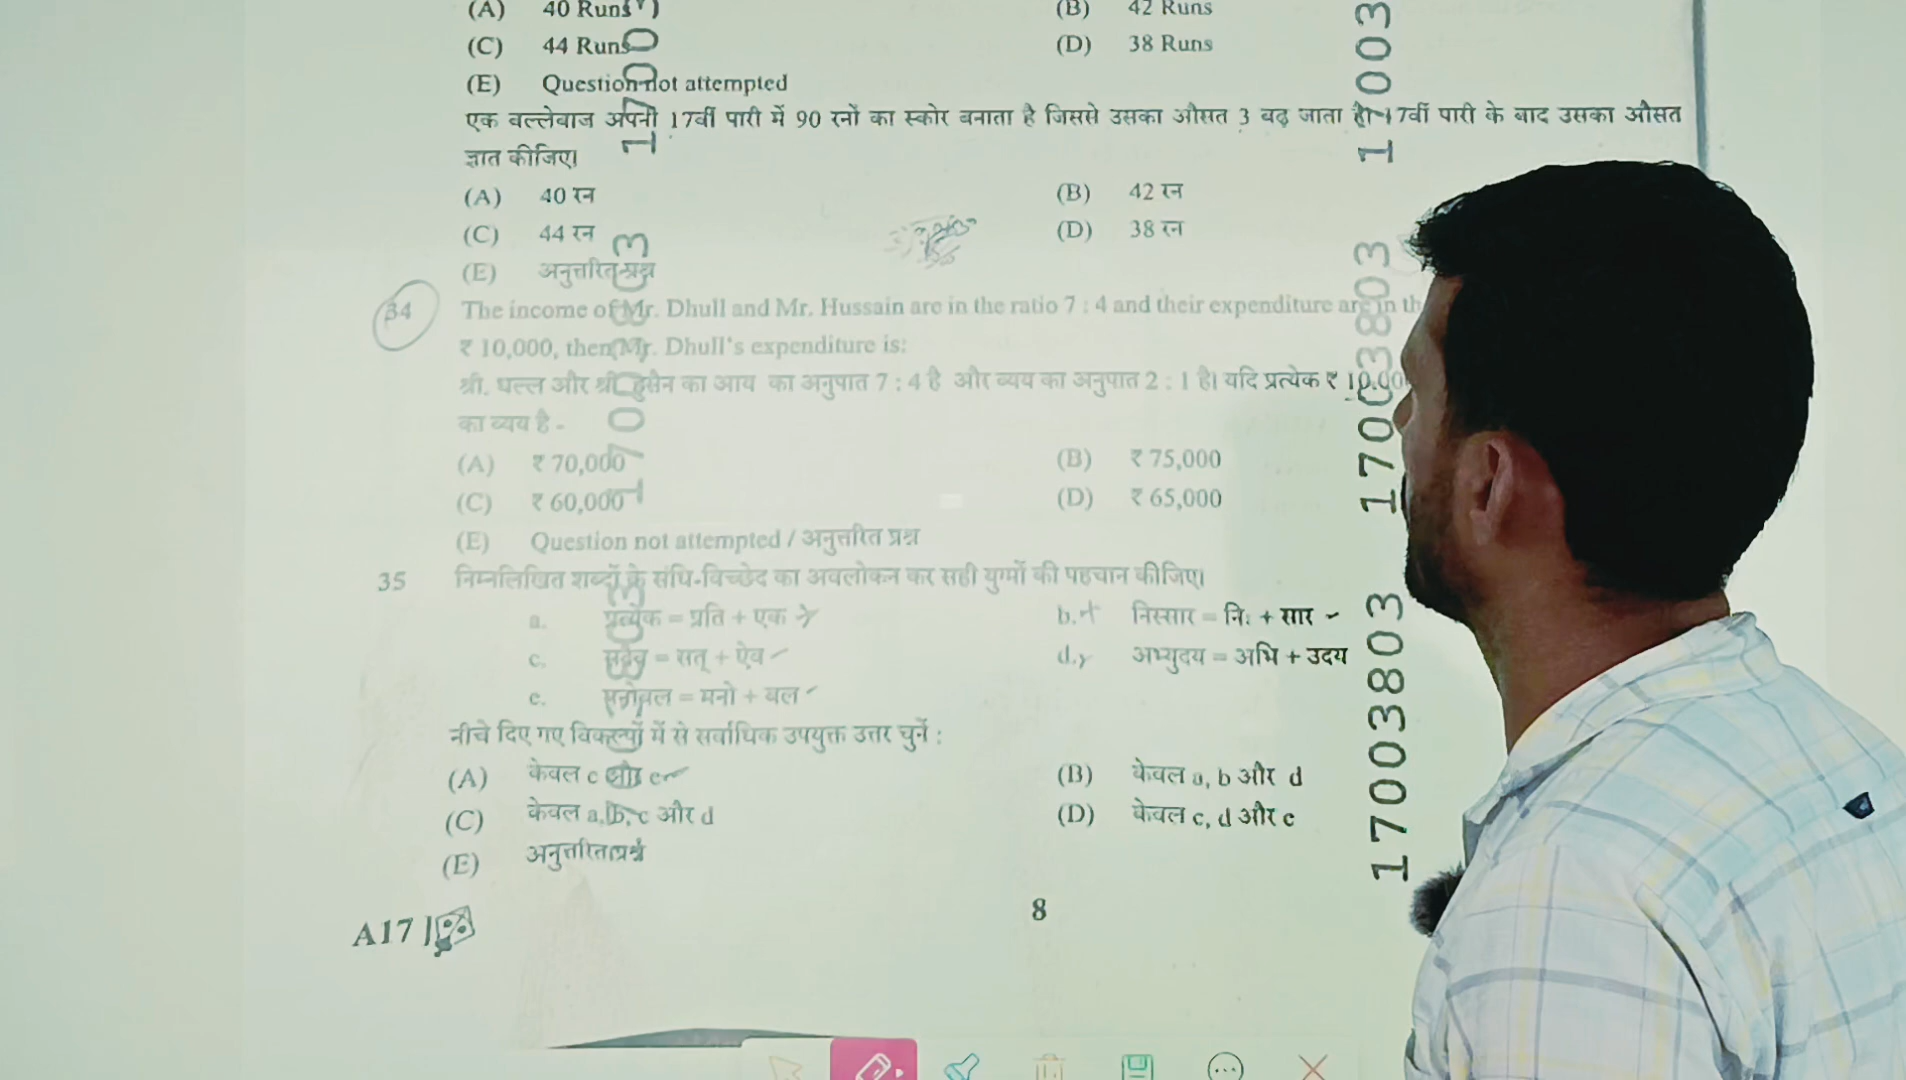 (A) 40 Runs (B) 42 Runs
(C) 44 Runs (D) 38 Runs
(E) Question not attempted
एक बल्लेबाज अपनी 17वीं पारी में 90 रनों का स्कोर बनाता है जिससे उसका औसत 3 बढ़ जाता है। 17वीं पारी के बाद उसका औसत
ज्ञात कीजिए।
(A) 40 रन (B) 42 रन
(C) 44 रन (D) 38 रन
(E) अनुत्तरित प्रश्न
34 The income of Mr. Dhull and Mr. Hussain are in the ratio 7 : 4 and their expenditure are in th
₹ 10,000, then Mr. Dhull's expenditure is:
श्री. धल्ल और श्री हुसैन का आय का अनुपात 7 : 4 है और व्यय का अनुपात 2 : 1 है। यदि प्रत्येक ₹ 10,00
का व्यय है -
(A) ₹ 70,000 (B) ₹ 75,000
(C) ₹ 60,000 (D) ₹ 65,000
(E) Question not attempted / अनुत्तरित प्रश्न
35 निम्नलिखित शब्दों के संधि-विच्छेद का अवलोकन कर सही युग्मों की पहचान कीजिए।
a. प्रत्येक = प्रति + एक b. निस्सार = निः + सार
c. सदैव = सत् + ऐव d. अभ्युदय = अभि + उदय
e. मनोबल = मनो + बल
नीचे दिए गए विकल्पों में से सर्वाधिक उपयुक्त उत्तर चुनें :
(A) केवल c और e (B) केवल a, b और d
(C) केवल a, b, c और d (D) केवल c, d और e
(E) अनुत्तरित प्रश्न
A17 8
17003803
17003803